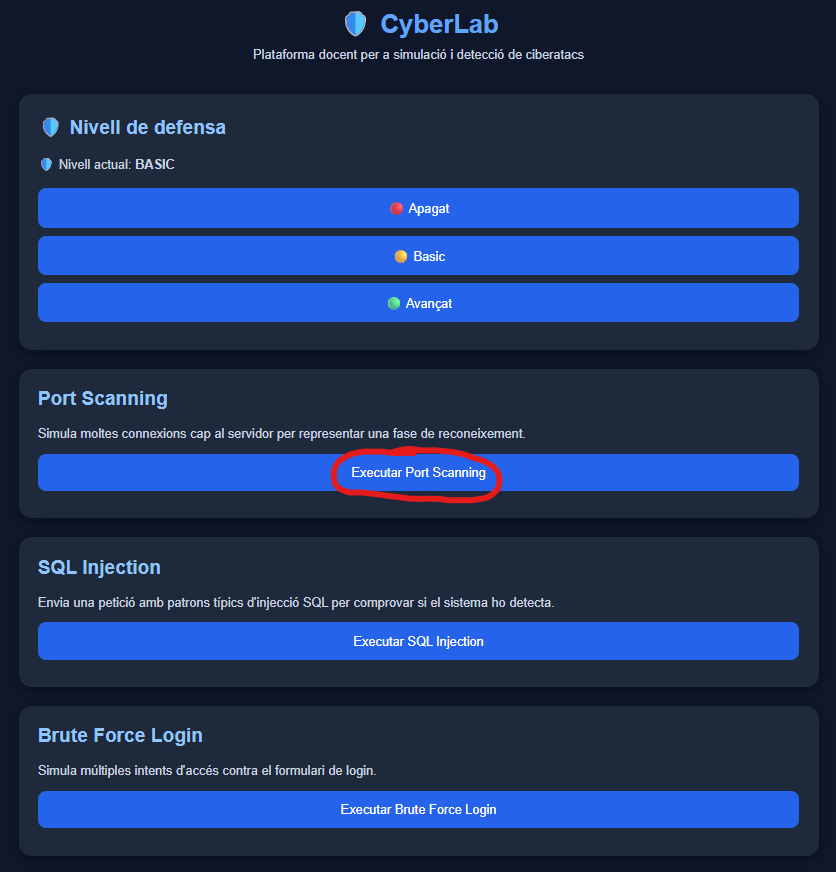 CyberLab
Plataforma docent per a simulació i detecció de ciberatacs
Nivell de defensa
Nivell actual: BASIC
Apagat
Basic
Avançat
Port Scanning
Simula moltes connexions cap al servidor per representar una fase de reconeixement.
Executar Port Scanning
SQL Injection
Envia una petició amb patrons típics d'injecció SQL per comprovar si el sistema ho detecta.
Executar SQL Injection
Brute Force Login
Simula múltiples intents d'accés contra el formulari de login.
Executar Brute Force Login